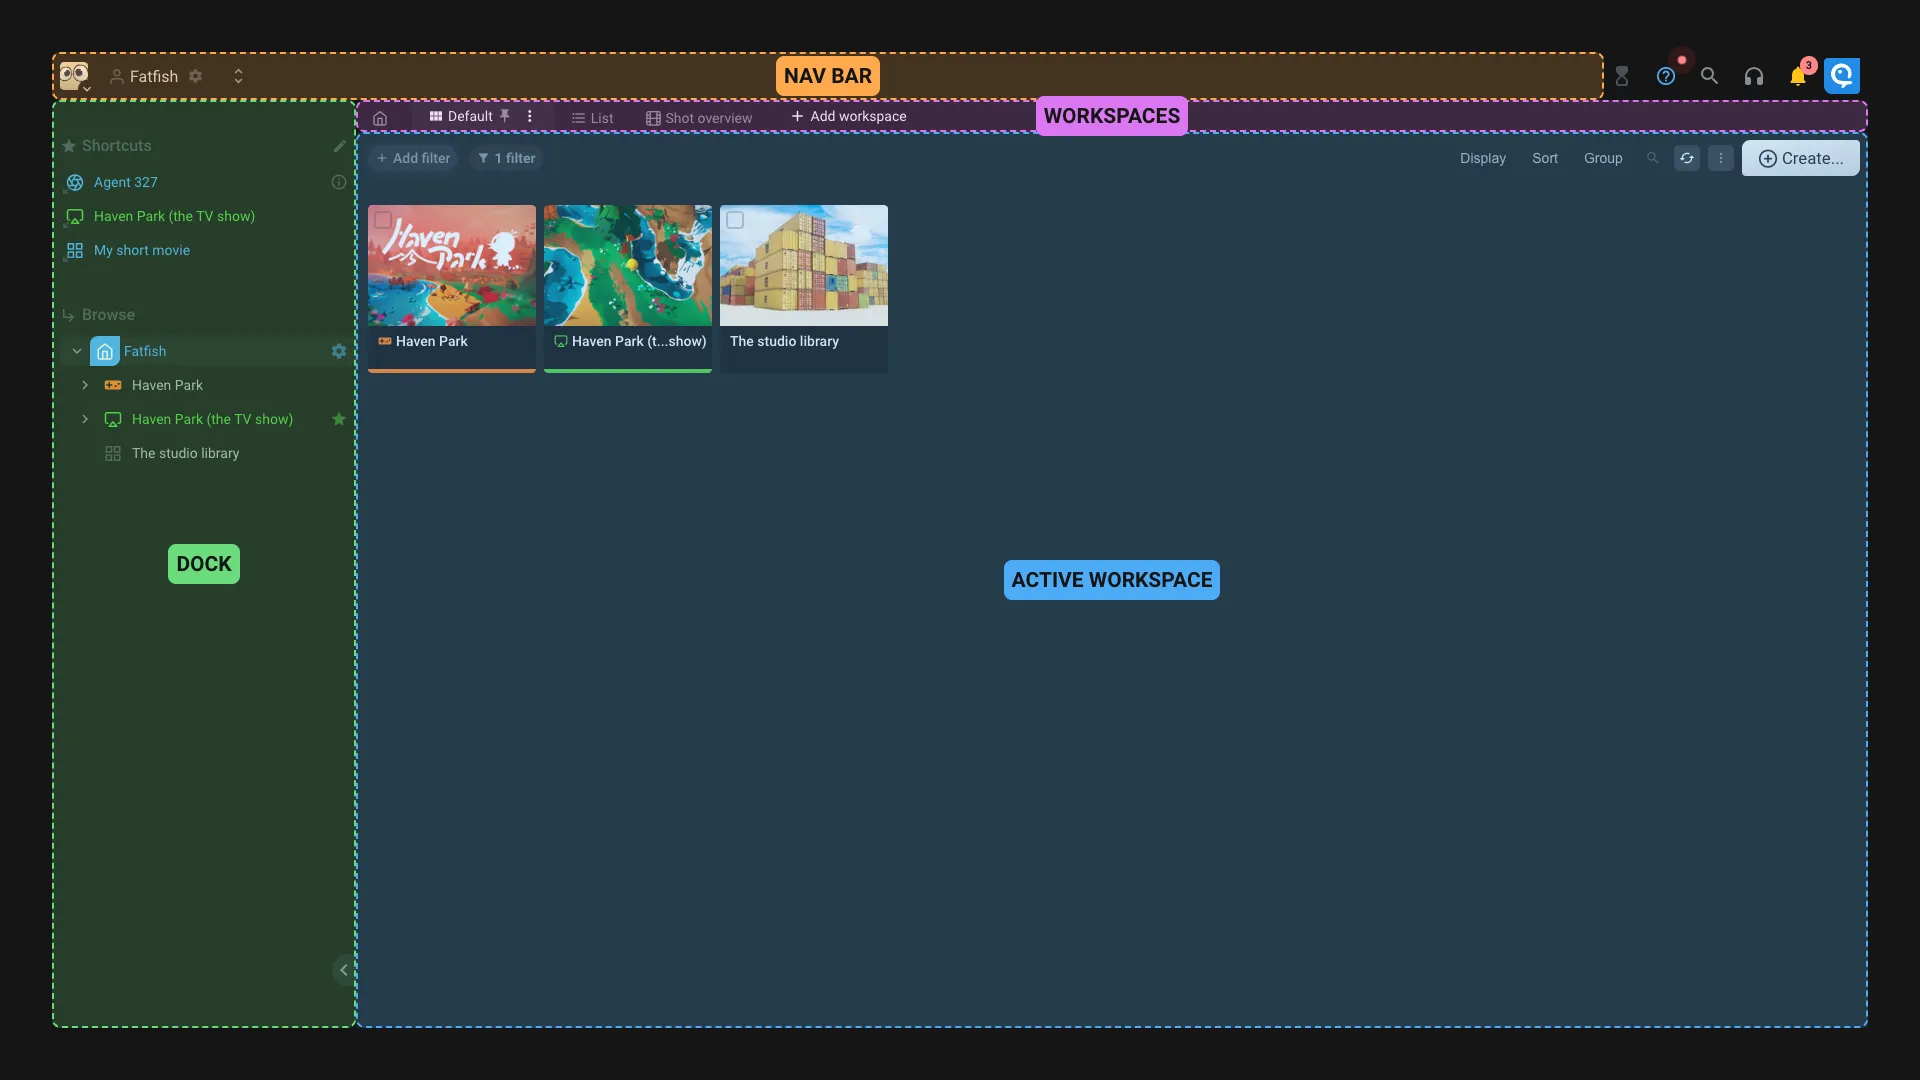 Fatfish
NAV BAR
3
Default
List
Shot overview
Add workspace
WORKSPACES
Shortcuts
Agent 327
Haven Park (the TV show)
My short movie
Browse
Fatfish
Haven Park
Haven Park (the TV show)
The studio library
DOCK
Add filter
1 filter
Display
Sort
Group
Create...
Haven
Park
Haven Park
Haven Park (t...show)
The studio library
ACTIVE WORKSPACE